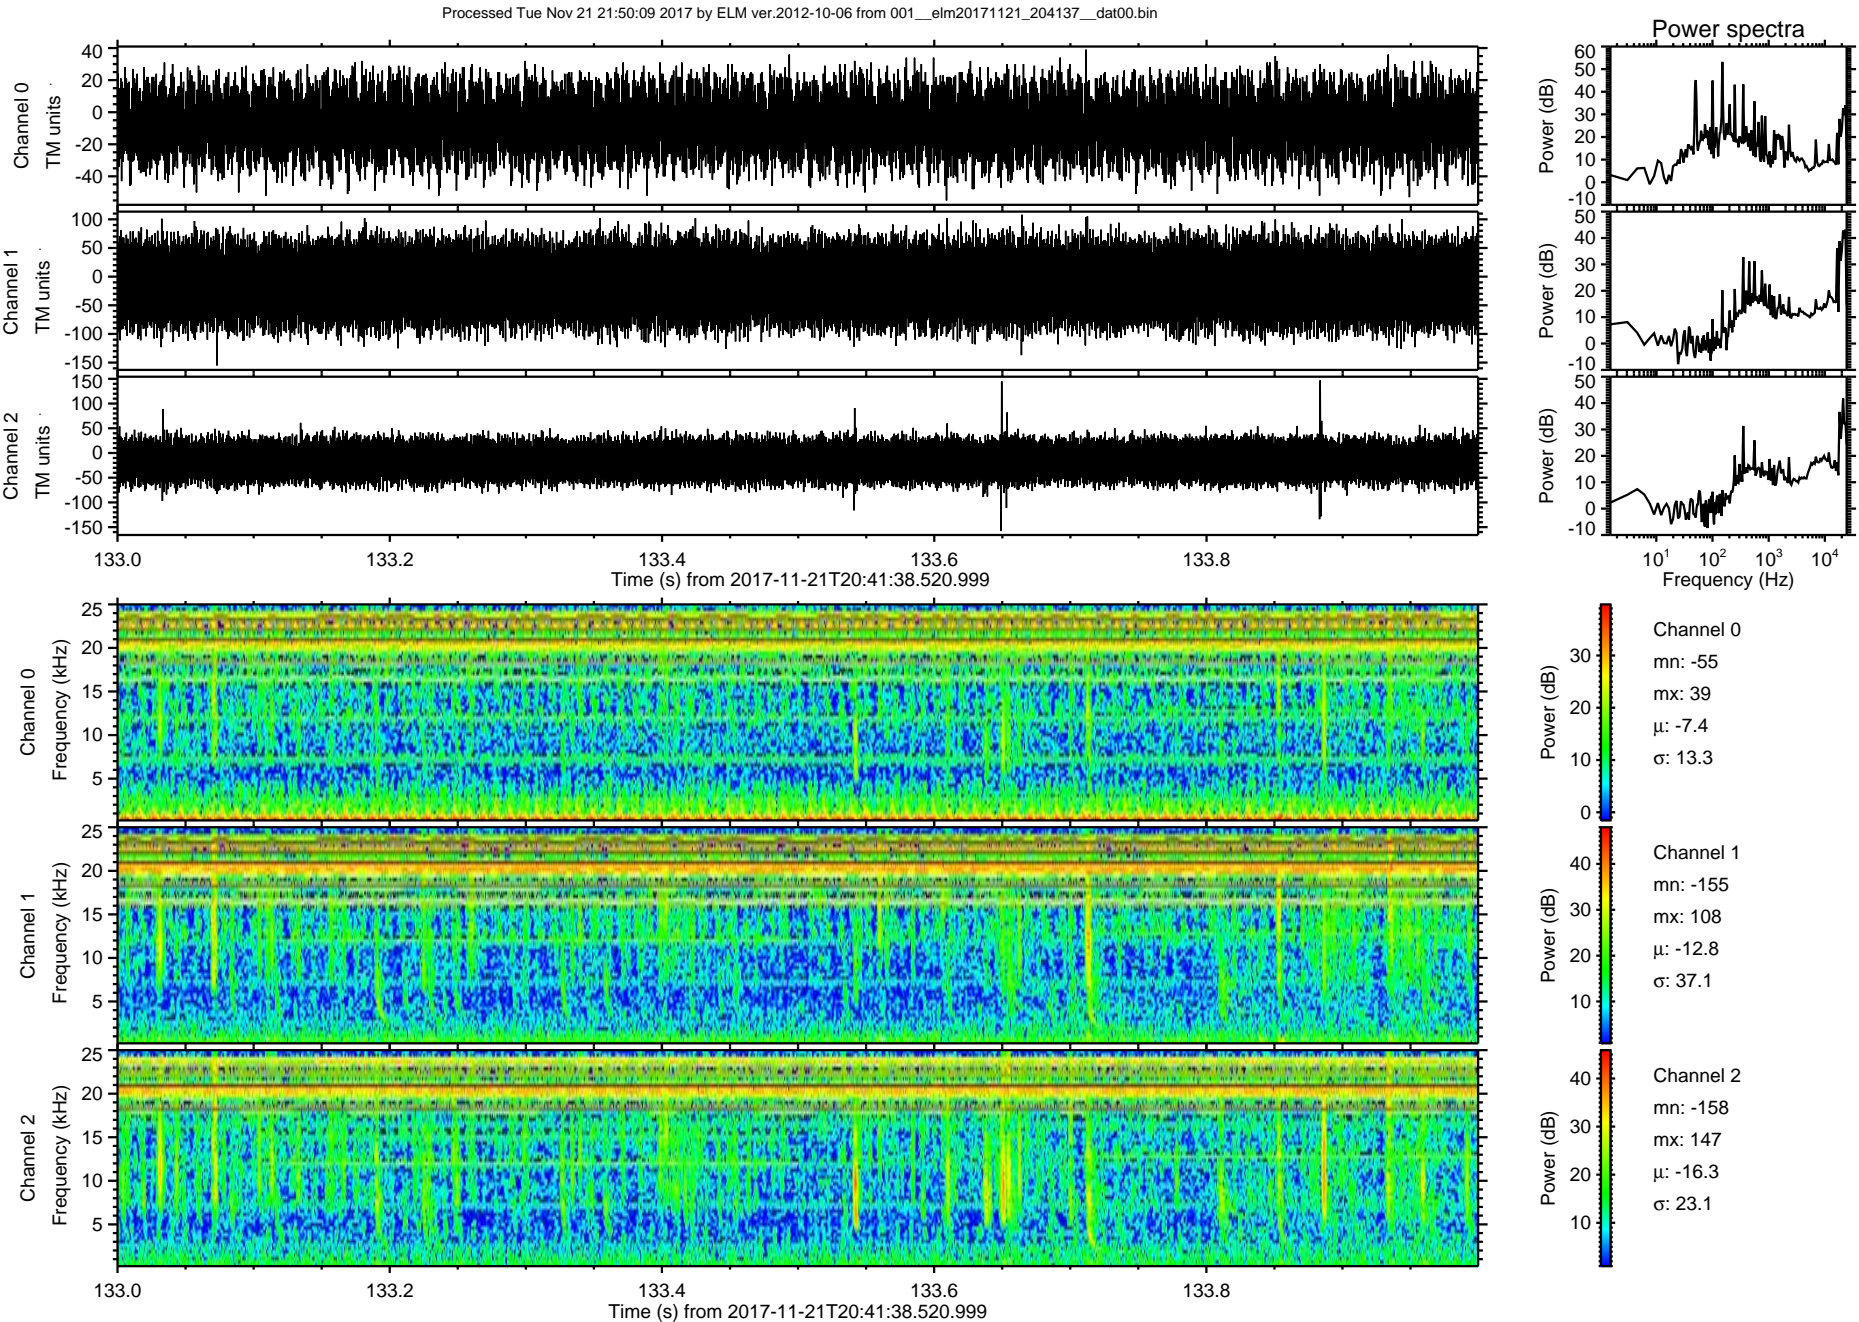 Processed Tue Nov 21 21:50:09 2017 by ELM ver.2012-10-06 from 001__elm20171121_204137__dat00.bin
Power spectra
Channel 0
TM units
40
20
0
-20
-40
Power (dB)
60
50
40
30
20
10
0
-10
Channel 1
TM units
100
50
0
-50
-100
-150
Power (dB)
50
40
30
20
10
0
-10
Channel 2
TM units
150
100
50
0
-50
-100
-150
Power (dB)
50
40
30
20
10
0
-10
133.0 133.2 133.4 133.6 133.8
Time (s) from 2017-11-21T20:41:38.520.999
10¹ 10² 10³ 10⁴
Frequency (Hz)
Channel 0
Frequency (kHz)
25
20
15
10
5
Power (dB)
30
20
10
0
Channel 0
mn: -55
mx: 39
µ: -7.4
σ: 13.3
Channel 1
Frequency (kHz)
25
20
15
10
5
Power (dB)
40
30
20
10
Channel 1
mn: -155
mx: 108
µ: -12.8
σ: 37.1
Channel 2
Frequency (kHz)
25
20
15
10
5
Power (dB)
40
30
20
10
Channel 2
mn: -158
mx: 147
µ: -16.3
σ: 23.1
133.0 133.2 133.4 133.6 133.8
Time (s) from 2017-11-21T20:41:38.520.999